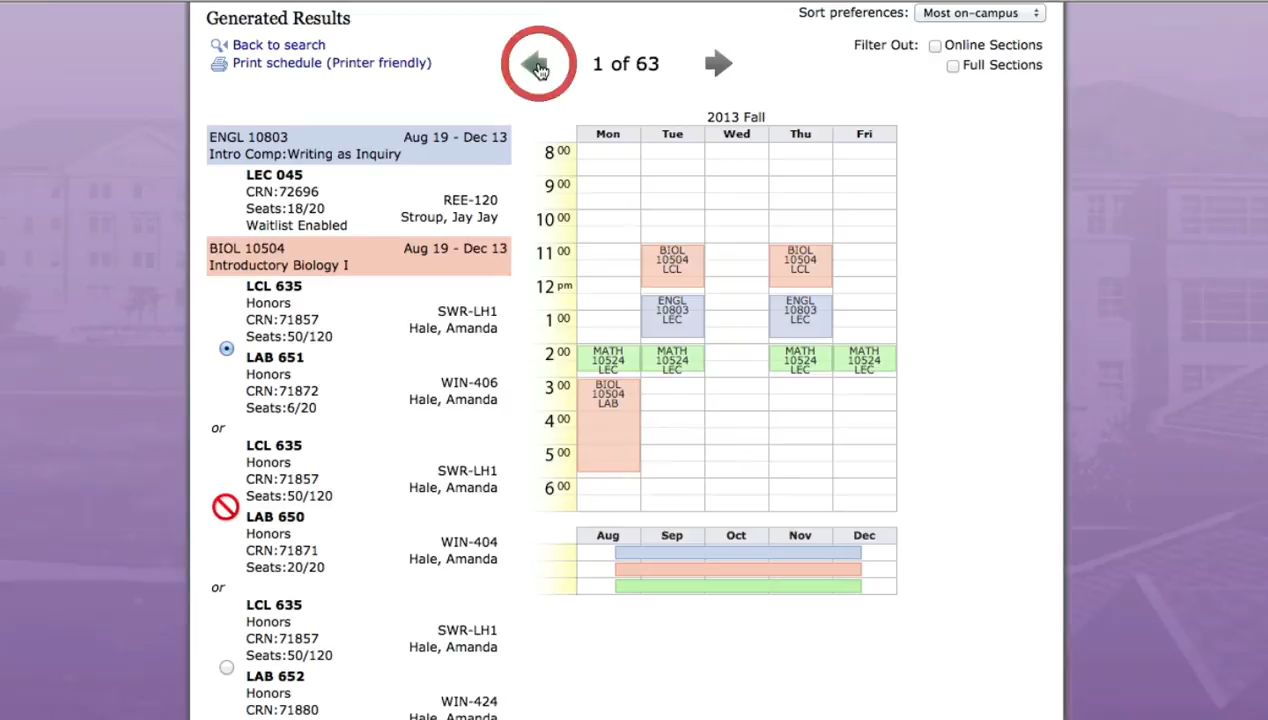 Generated Results
Sort preferences: Most on-campus
Back to search
Print schedule (Printer friendly)
1 of 63
Filter Out: Online Sections
Full Sections
ENGL 10803 Aug 19 - Dec 13
Intro Comp:Writing as Inquiry
LEC 045
CRN:72696
Seats:18/20
Waitlist Enabled
REE-120
Stroup, Jay Jay
BIOL 10504 Aug 19 - Dec 13
Introductory Biology I
LCL 635
Honors
CRN:71857
Seats:50/120
SWR-LH1
Hale, Amanda
LAB 651
Honors
CRN:71872
Seats:6/20
WIN-406
Hale, Amanda
or
LCL 635
Honors
CRN:71857
Seats:50/120
SWR-LH1
Hale, Amanda
LAB 650
Honors
CRN:71871
Seats:20/20
WIN-404
Hale, Amanda
or
LCL 635
Honors
CRN:71857
Seats:50/120
SWR-LH1
Hale, Amanda
LAB 652
Honors
CRN:71880
WIN-424
Hale, Amanda
2013 Fall
Mon Tue Wed Thu Fri
8 00
9 00
10 00
11 00
12 pm
1 00
2 00
3 00
4 00
5 00
6 00
BIOL
10504
LCL
BIOL
10504
LCL
ENGL
10803
LEC
ENGL
10803
LEC
MATH
10524
LEC
MATH
10524
LEC
MATH
10524
LEC
MATH
10524
LEC
BIOL
10504
LAB
Aug Sep Oct Nov Dec